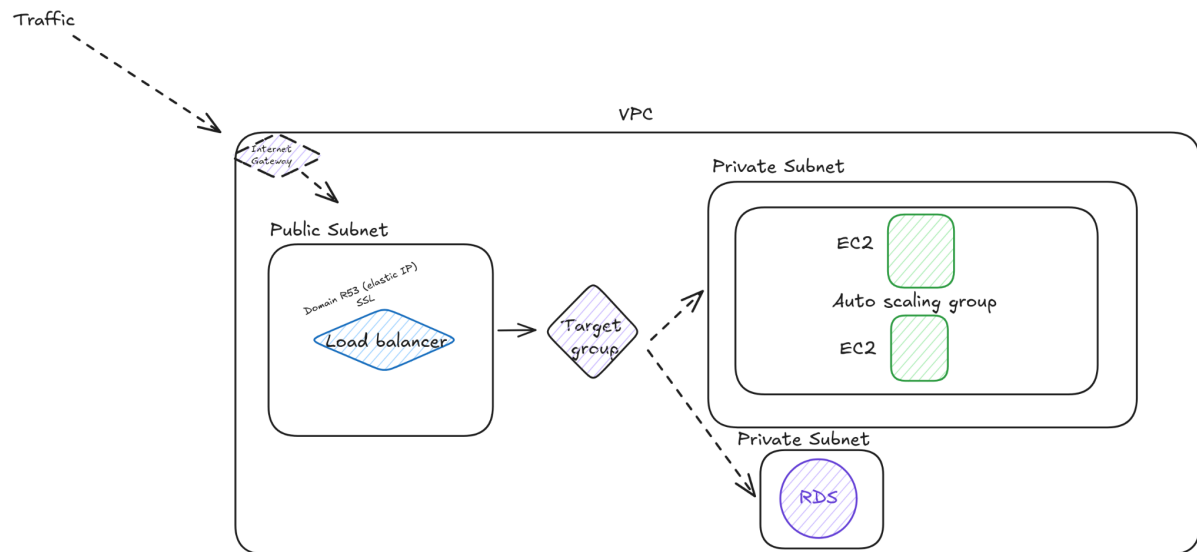 Traffic
VPC
Internet
Gateway
Private Subnet
Public Subnet
EC2
Domain R53 (elastic IP)
SSL
Auto scaling group
Load balancer
Target
group
EC2
Private Subnet
RDS